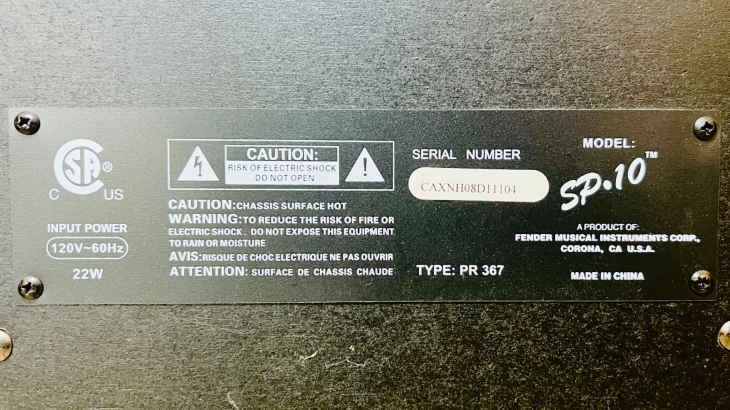 CSA®
C US
INPUT POWER
120V~60Hz
22W
CAUTION:
RISK OF ELECTRIC SHOCK
DO NOT OPEN
CAUTION:CHASSIS SURFACE HOT
WARNING:TO REDUCE THE RISK OF FIRE OR
ELECTRIC SHOCK . DO NOT EXPOSE THIS EQUIPMENT
TO RAIN OR MOISTURE
AVIS:RISQUE DE CHOC ELECTRIQUE NE PAS OUVRIR
ATTENTION: SURFACE DE CHASSIS CHAUDE
SERIAL NUMBER
CAXNH08D11104
TYPE: PR 367
MODEL:
SP·10™
A PRODUCT OF:
FENDER MUSICAL INSTRUMENTS CORP.,
CORONA, CA U.S.A.
MADE IN CHINA